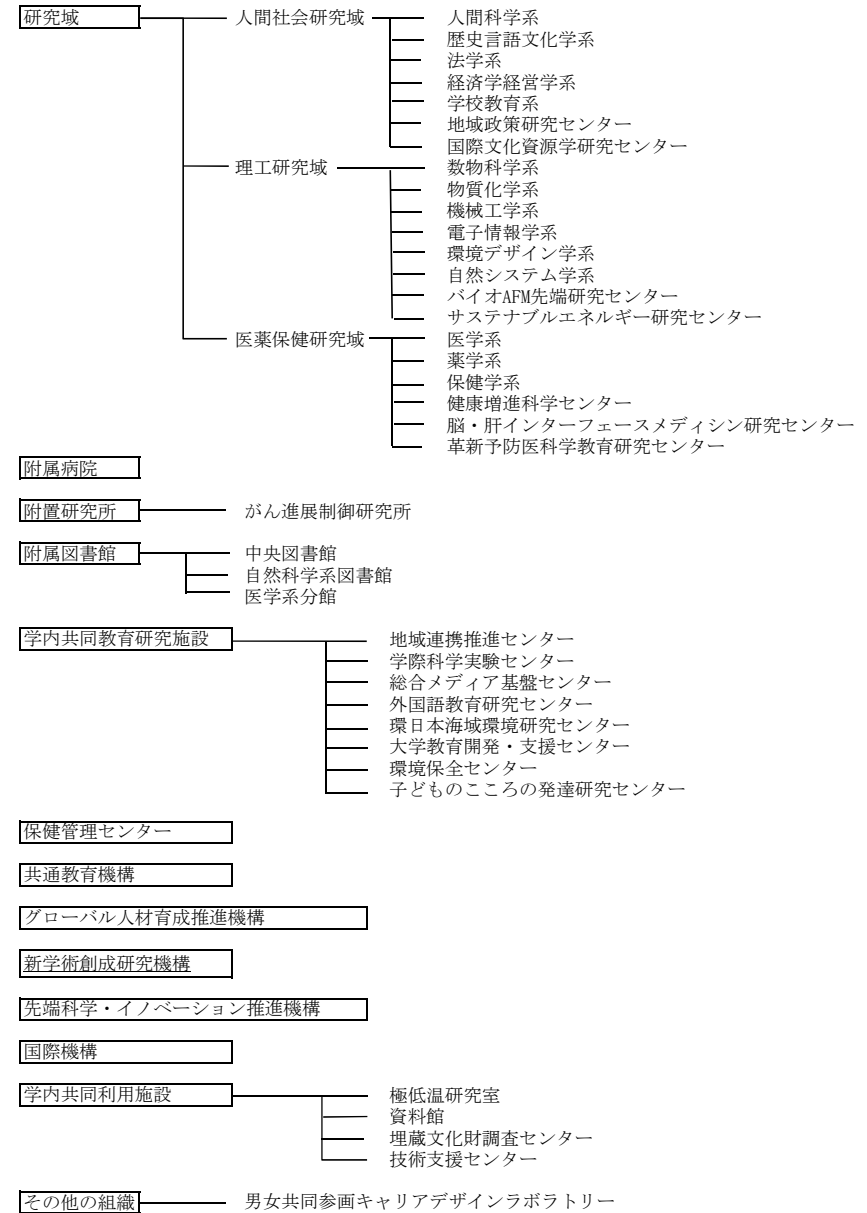 研究域 人間社会研究域 人間科学系
歴史言語文化学系
法学系
経済学経営学系
学校教育系
地域政策研究センター
国際文化資源学研究センター
理工研究域 数物科学系
物質化学系
機械工学系
電子情報学系
環境デザイン学系
自然システム学系
バイオAFM先端研究センター
サステナブルエネルギー研究センター
医薬保健研究域 医学系
薬学系
保健学系
健康増進科学センター
脳・肝インターフェースメディシン研究センター
革新予防医科学教育研究センター
附属病院
附置研究所 がん進展制御研究所
附属図書館 中央図書館
自然科学系図書館
医学系分館
学内共同教育研究施設 地域連携推進センター
学際科学実験センター
総合メディア基盤センター
外国語教育研究センター
環日本海域環境研究センター
大学教育開発・支援センター
環境保全センター
子どものこころの発達研究センター
保健管理センター
共通教育機構
グローバル人材育成推進機構
新学術創成研究機構
先端科学・イノベーション推進機構
国際機構
学内共同利用施設 極低温研究室
資料館
埋蔵文化財調査センター
技術支援センター
その他の組織 男女共同参画キャリアデザインラボラトリー